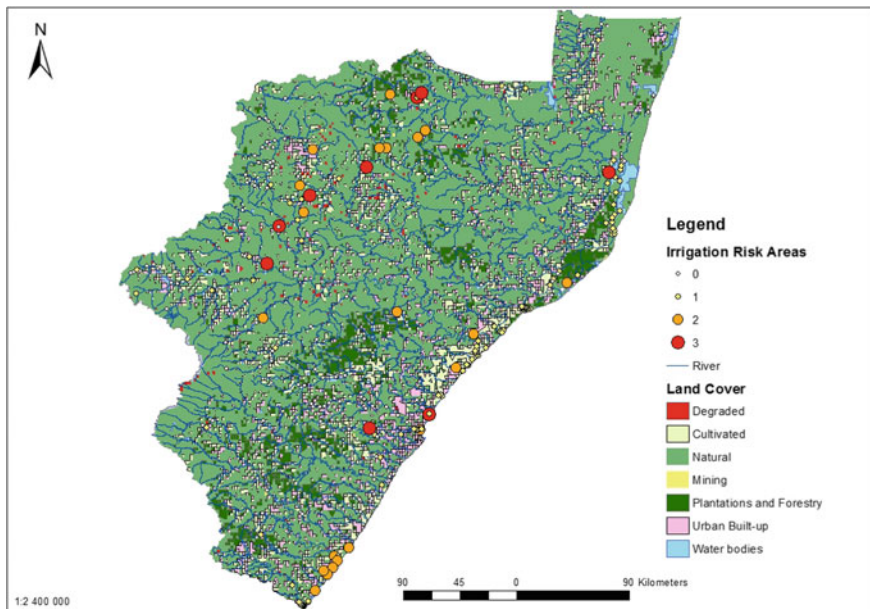 N
Legend
Irrigation Risk Areas
0
1
2
3
River
Land Cover
Degraded
Cultivated
Natural
Mining
Plantations and Forestry
Urban Built-up
Water bodies
90 45 0 90 Kilometers
1:2 400 000